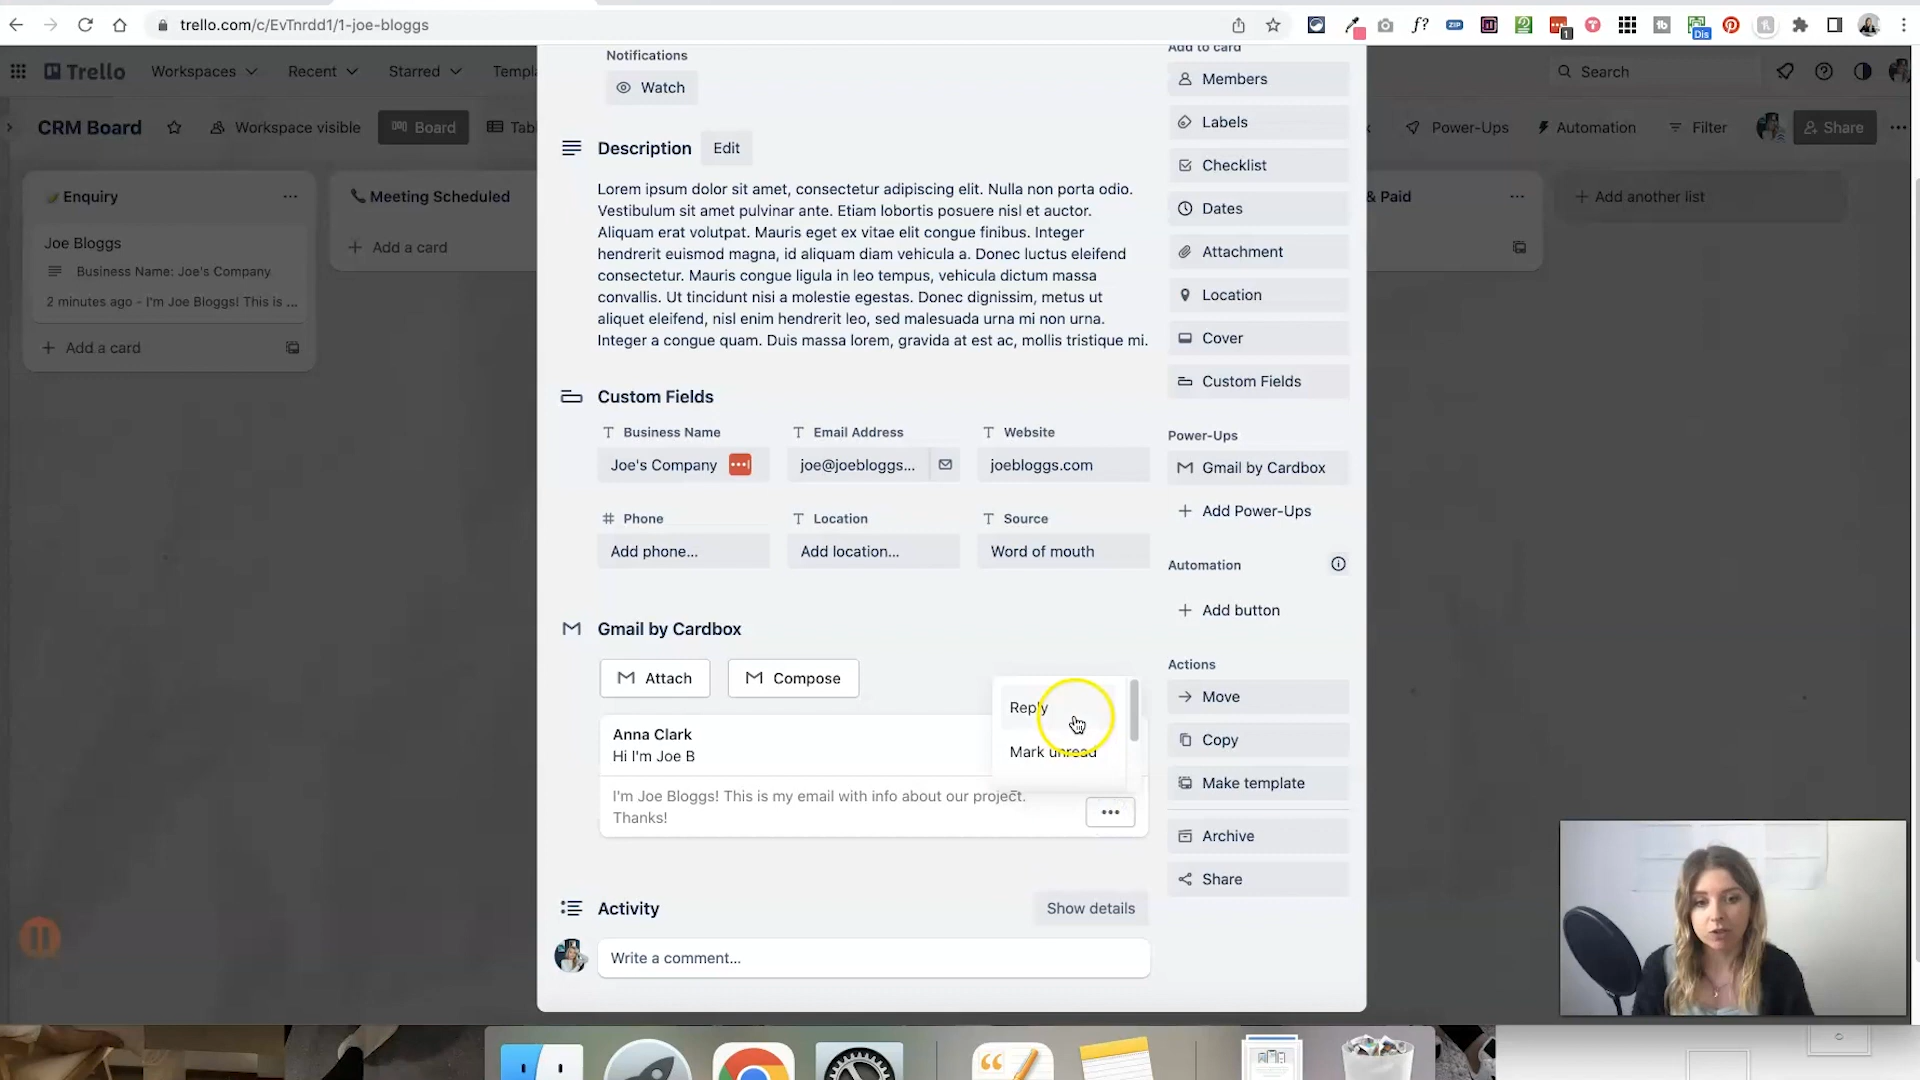 trello.com/c/EvTnrdd1/1-joe-bloggs
f?
ZIP
1
Dis
Trello
Workspaces
Recent
Starred
Search
CRM Board
Workspace visible
Board
Power-Ups
Automation
Filter
Share
Enquiry
Joe Bloggs
Business Name: Joe's Company
2 minutes ago - I'm Joe Bloggs! This is ...
Add a card
Meeting Scheduled
Add a card
& Paid
Add another list
Notifications
Watch
Description
Edit
Lorem ipsum dolor sit amet, consectetur adipiscing elit. Nulla non porta odio.
Vestibulum sit amet pulvinar ante. Etiam lobortis posuere nisl et auctor.
Aliquam erat volutpat. Mauris eget ex vitae elit congue finibus. Integer
hendrerit euismod magna, id aliquam diam vehicula a. Donec luctus eleifend
consectetur. Mauris congue ligula in leo tempus, vehicula dictum massa
convallis. Ut tincidunt nisi a molestie egestas. Donec dignissim, metus ut
aliquet eleifend, nisl enim hendrerit leo, sed malesuada urna mi non urna.
Integer a congue quam. Duis massa lorem, gravida at est ac, mollis tristique mi.
Custom Fields
Business Name
Email Address
Website
Joe's Company
joe@joebloggs...
joebloggs.com
Phone
Location
Source
Add phone...
Add location...
Word of mouth
Gmail by Cardbox
Attach
Compose
Reply
Mark unread
Anna Clark
Hi I'm Joe B
I'm Joe Bloggs! This is my email with info about our project.
Thanks!
Activity
Show details
Write a comment...
Add to card
Members
Labels
Checklist
Dates
Attachment
Location
Cover
Custom Fields
Power-Ups
Gmail by Cardbox
Add Power-Ups
Automation
Add button
Actions
Move
Copy
Make template
Archive
Share